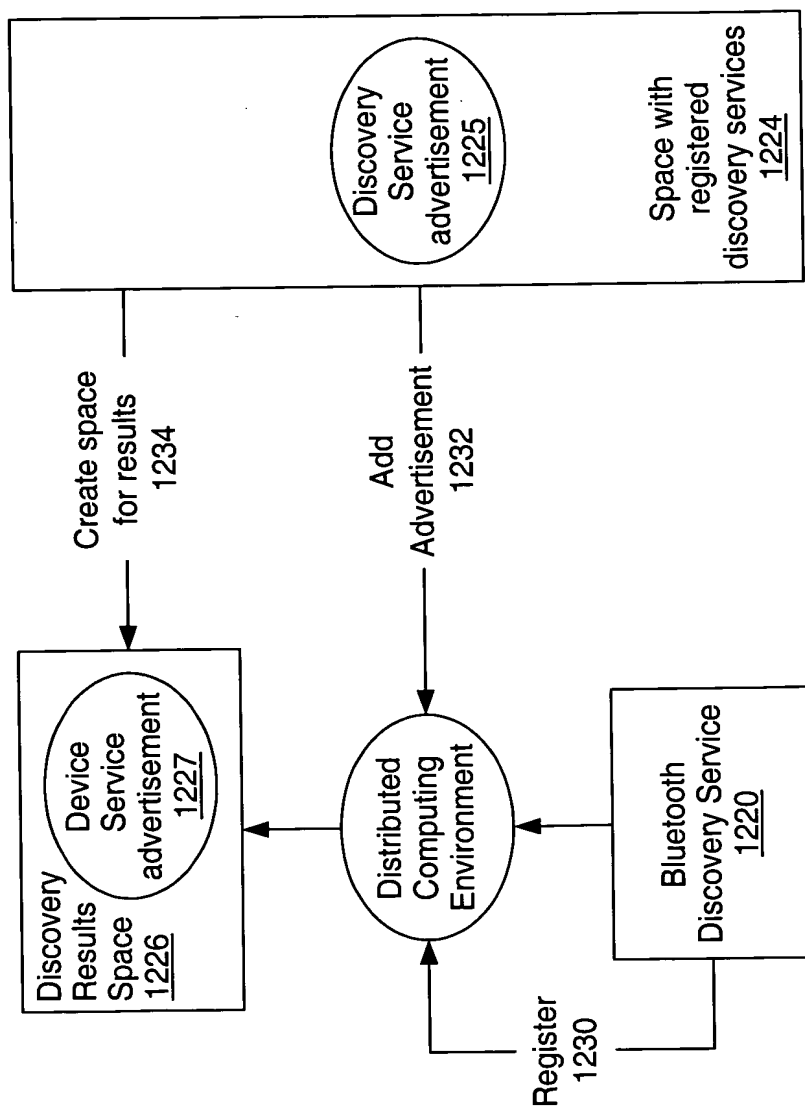 Discovery
Results
Space
1226
Device
Service
advertisement
1227
Create space
for results
1234
Discovery
Service
advertisement
1225
Space with
registered
discovery services
1224
Distributed
Computing
Environment
Add
Advertisement
1232
Register
1230
Bluetooth
Discovery Service
1220